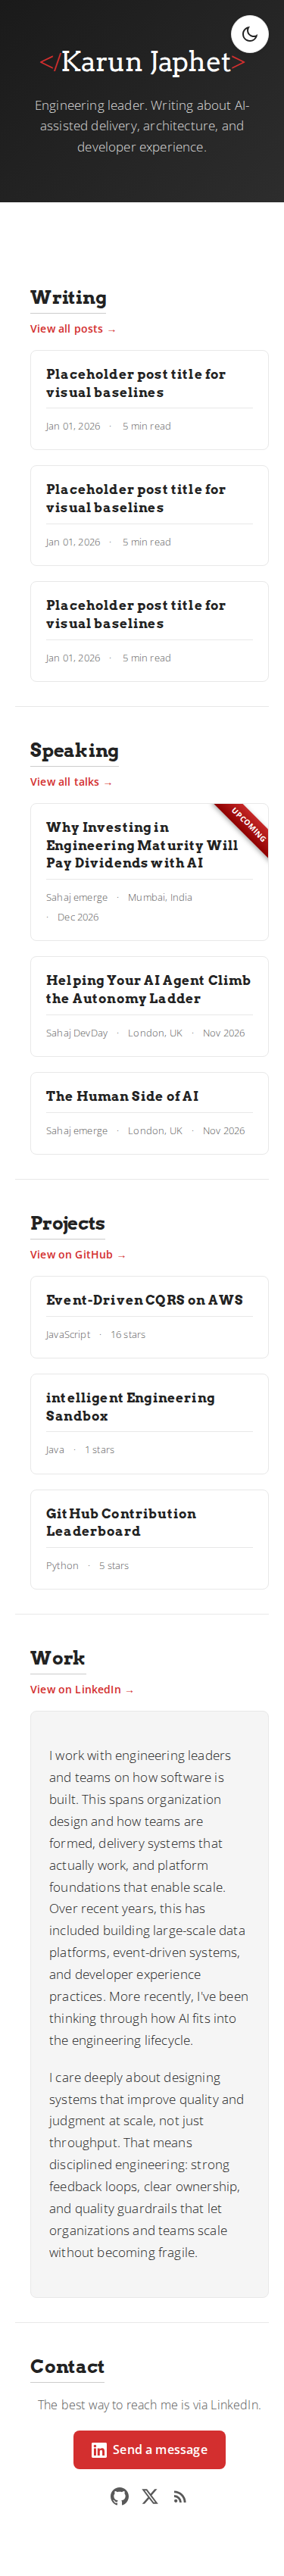 </Karun Japhet>
Engineering leader. Writing about AI-
assisted delivery, architecture, and
developer experience.
Writing
View all posts →
Placeholder post title for
visual baselines
Jan 01, 2026 · 5 min read
Placeholder post title for
visual baselines
Jan 01, 2026 · 5 min read
Placeholder post title for
visual baselines
Jan 01, 2026 · 5 min read
Speaking
View all talks →
UPCOMING
Why Investing in
Engineering Maturity Will
Pay Dividends with AI
Sahaj emerge · Mumbai, India
· Dec 2026
Helping Your AI Agent Climb
the Autonomy Ladder
Sahaj DevDay · London, UK · Nov 2026
The Human Side of AI
Sahaj emerge · London, UK · Nov 2026
Projects
View on GitHub →
Event-Driven CQRS on AWS
JavaScript · 16 stars
intelligent Engineering
Sandbox
Java · 1 stars
GitHub Contribution
Leaderboard
Python · 5 stars
Work
View on LinkedIn →
I work with engineering leaders
and teams on how software is
built. This spans organization
design and how teams are
formed, delivery systems that
actually work, and platform
foundations that enable scale.
Over recent years, this has
included building large-scale data
platforms, event-driven systems,
and developer experience
practices. More recently, I've been
thinking through how AI fits into
the engineering lifecycle.
I care deeply about designing
systems that improve quality and
judgment at scale, not just
throughput. That means
disciplined engineering: strong
feedback loops, clear ownership,
and quality guardrails that let
organizations and teams scale
without becoming fragile.
Contact
The best way to reach me is via LinkedIn.
Send a message